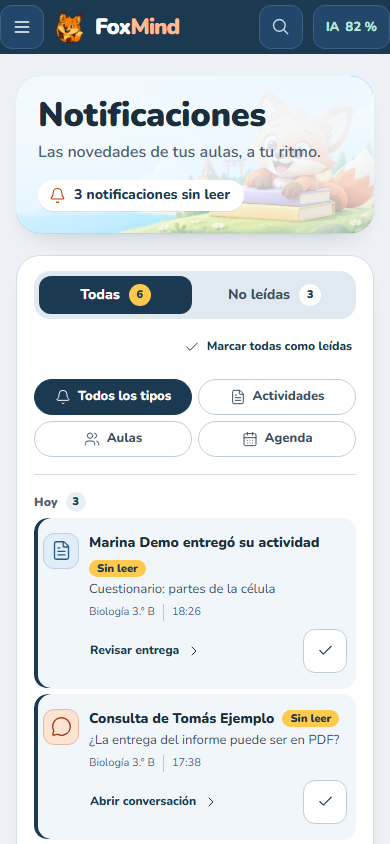 FoxMind
IA 82 %
Notificaciones
Las novedades de tus aulas, a tu ritmo.
3 notificaciones sin leer
Todas 6
No leídas 3
Marcar todas como leídas
Todos los tipos
Actividades
Aulas
Agenda
Hoy 3
Marina Demo entregó su actividad
Sin leer
Cuestionario: partes de la célula
Biología 3.º B | 18:26
Revisar entrega
Consulta de Tomás Ejemplo Sin leer
¿La entrega del informe puede ser en PDF?
Biología 3.º B | 17:38
Abrir conversación